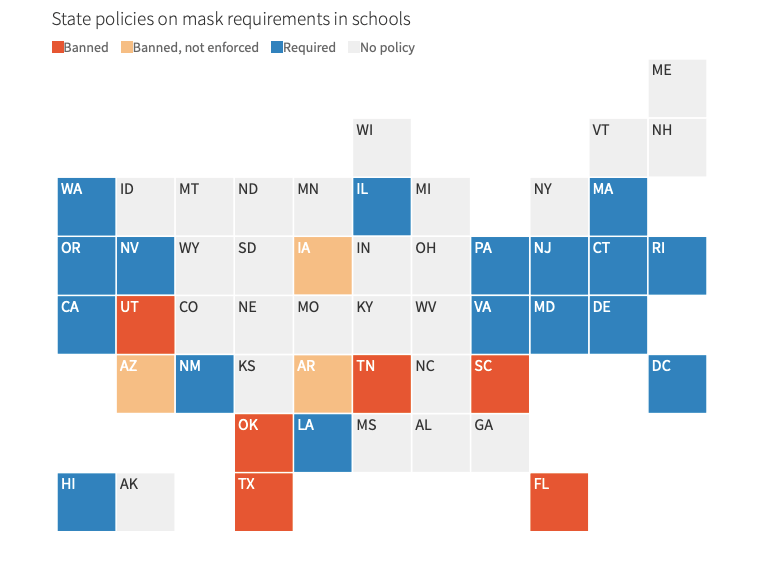 State policies on mask requirements in schools
Banned Banned, not enforced Required No policy
ME
WI VT NH
WA ID MT ND MN IL MI NY MA
OR NV WY SD IA IN OH PA NJ CT RI
CA UT CO NE MO KY WV VA MD DE
AZ NM KS AR TN NC SC DC
OK LA MS AL GA
HI AK TX FL